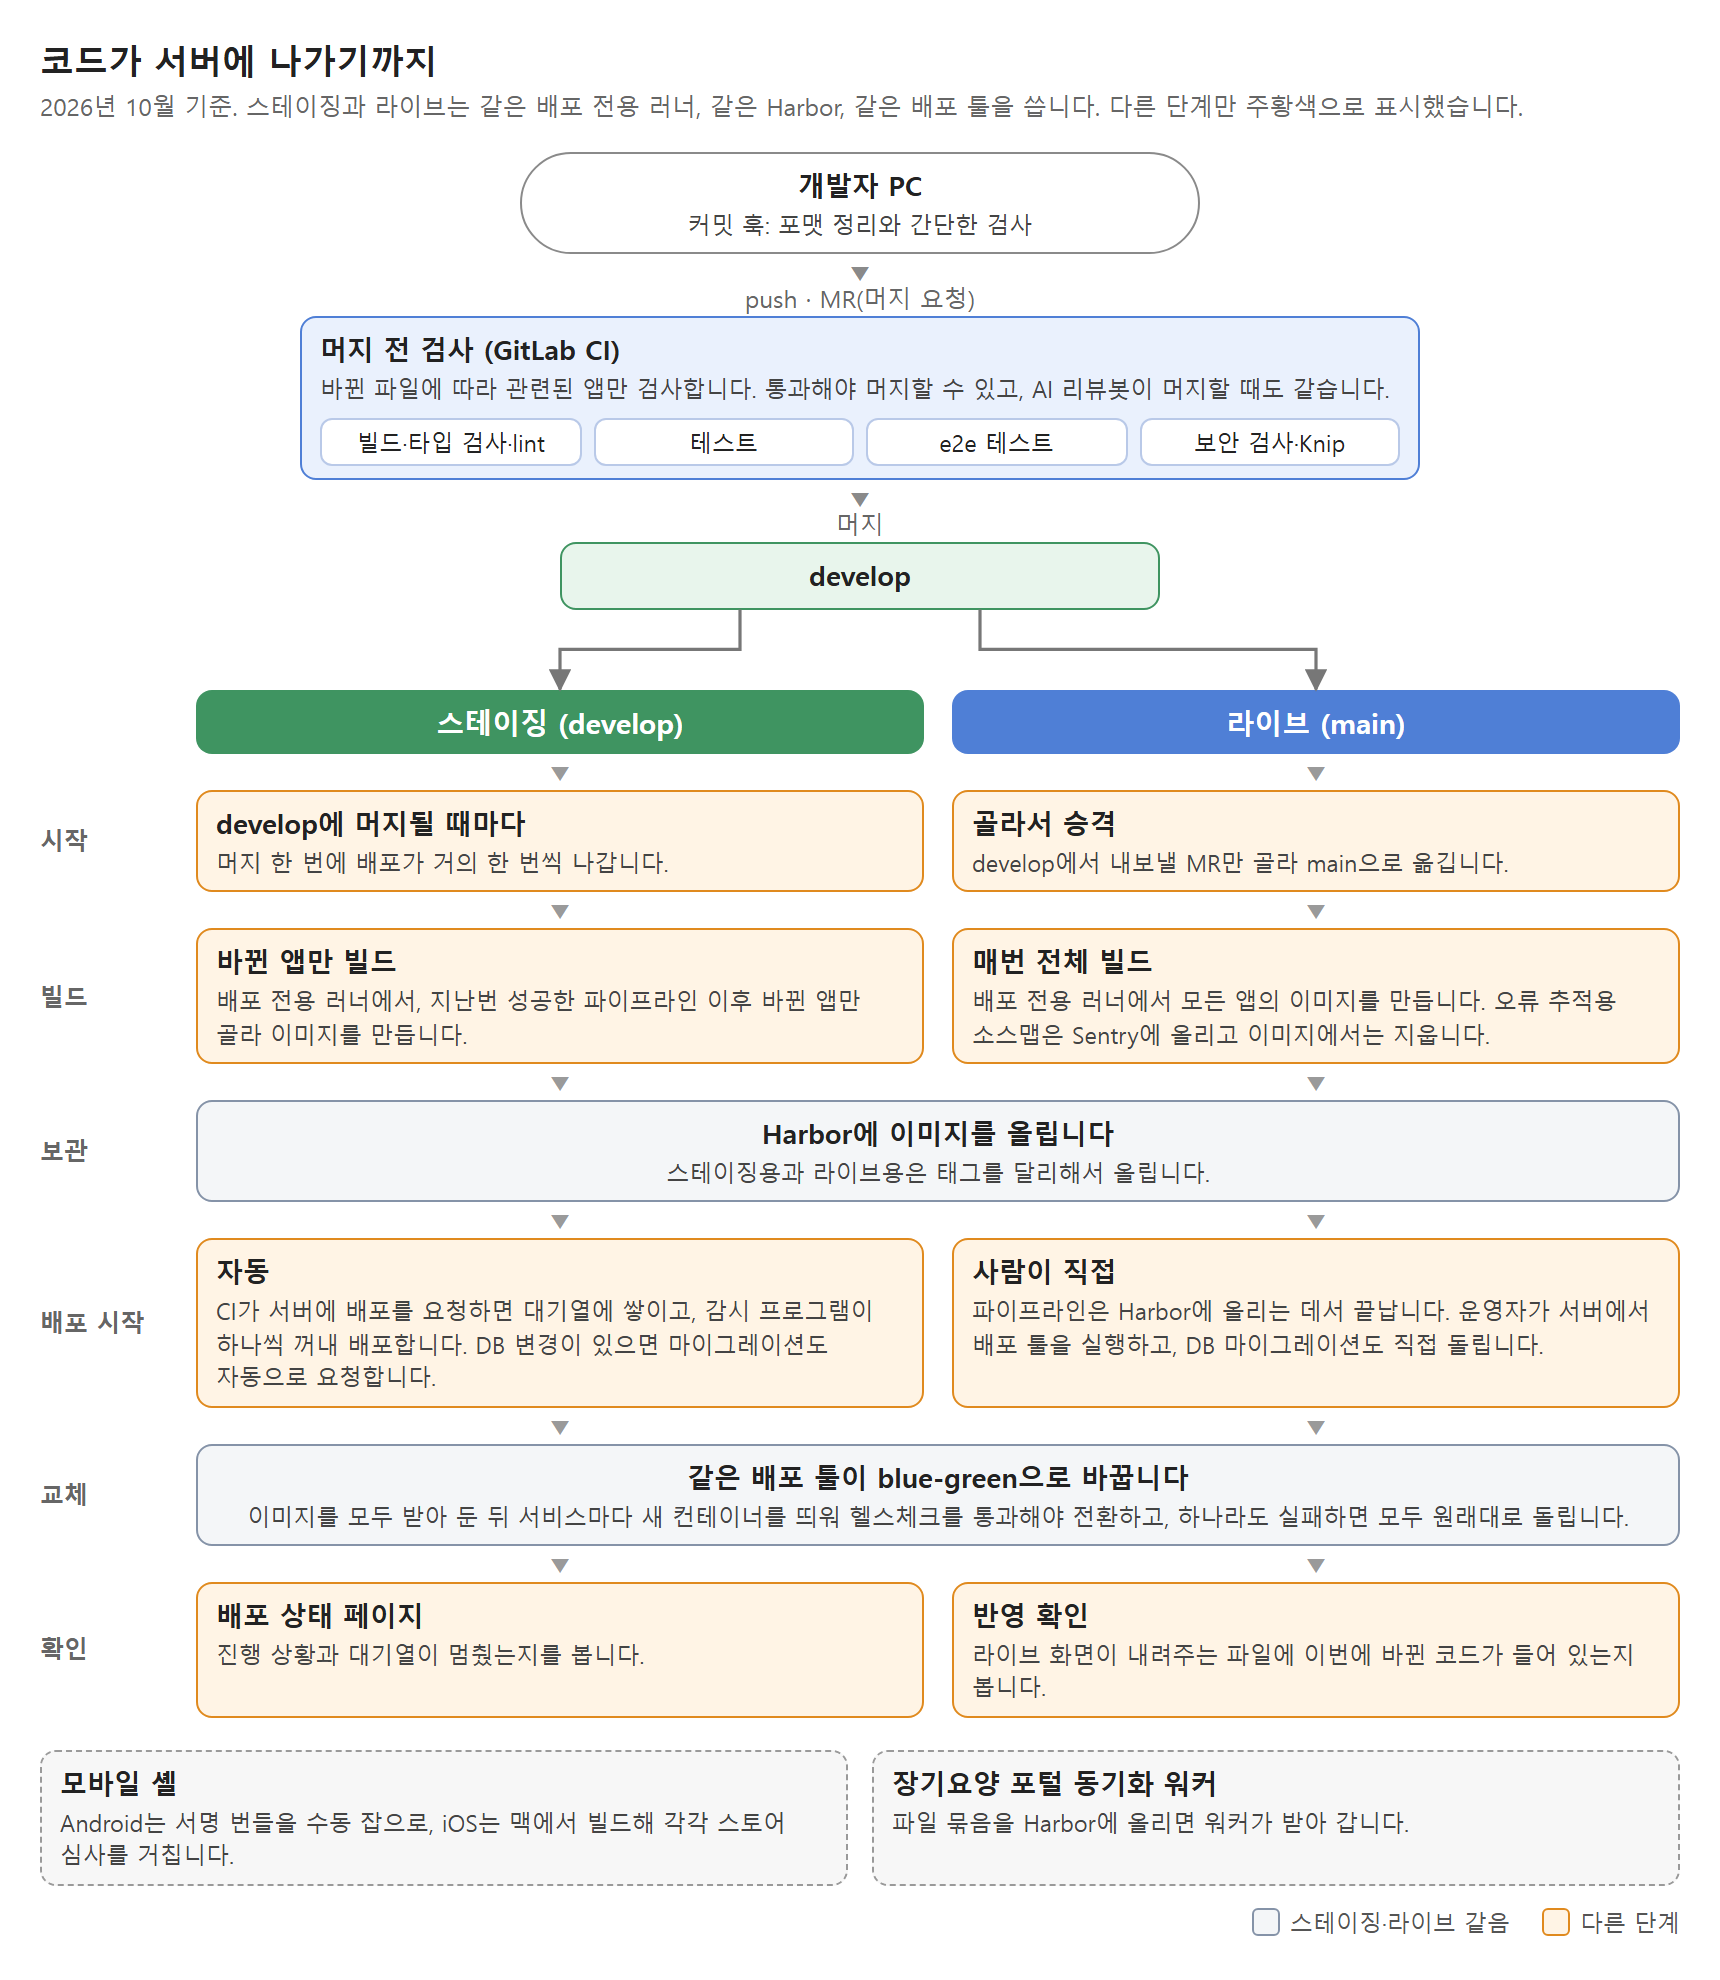 코드가 서버에 나가기까지
2026년 10월 기준. 스테이징과 라이브는 같은 배포 전용 러너, 같은 Harbor, 같은 배포 툴을 씁니다. 다른 단계만 주황색으로 표시했습니다.
개발자 PC
커밋 훅: 포맷 정리와 간단한 검사
push · MR(머지 요청)
머지 전 검사 (GitLab CI)
바뀐 파일에 따라 관련된 앱만 검사합니다. 통과해야 머지할 수 있고, AI 리뷰봇이 머지할 때도 같습니다.
빌드·타입 검사·lint
테스트
e2e 테스트
보안 검사·Knip
머지
develop
스테이징 (develop)
라이브 (main)
시작
develop에 머지될 때마다
머지 한 번에 배포가 거의 한 번씩 나갑니다.
골라서 승격
develop에서 내보낼 MR만 골라 main으로 옮깁니다.
빌드
바뀐 앱만 빌드
배포 전용 러너에서, 지난번 성공한 파이프라인 이후 바뀐 앱만
골라 이미지를 만듭니다.
매번 전체 빌드
배포 전용 러너에서 모든 앱의 이미지를 만듭니다. 오류 추적용
소스맵은 Sentry에 올리고 이미지에서는 지웁니다.
보관
Harbor에 이미지를 올립니다
스테이징용과 라이브용은 태그를 달리해서 올립니다.
배포 시작
자동
CI가 서버에 배포를 요청하면 대기열에 쌓이고, 감시 프로그램이
하나씩 꺼내 배포합니다. DB 변경이 있으면 마이그레이션도
자동으로 요청합니다.
사람이 직접
파이프라인은 Harbor에 올리는 데서 끝납니다. 운영자가 서버에서
배포 툴을 실행하고, DB 마이그레이션도 직접 돌립니다.
교체
같은 배포 툴이 blue-green으로 바꿉니다
이미지를 모두 받아 둔 뒤 서비스마다 새 컨테이너를 띄워 헬스체크를 통과해야 전환하고, 하나라도 실패하면 모두 원래대로 돌립니다.
확인
배포 상태 페이지
진행 상황과 대기열이 멈췄는지를 봅니다.
반영 확인
라이브 화면이 내려주는 파일에 이번에 바뀐 코드가 들어 있는지
봅니다.
모바일 셸
Android는 서명 번들을 수동 잡으로, iOS는 맥에서 빌드해 각각 스토어
심사를 거칩니다.
장기요양 포털 동기화 워커
파일 묶음을 Harbor에 올리면 워커가 받아 갑니다.
스테이징·라이브 같음
다른 단계